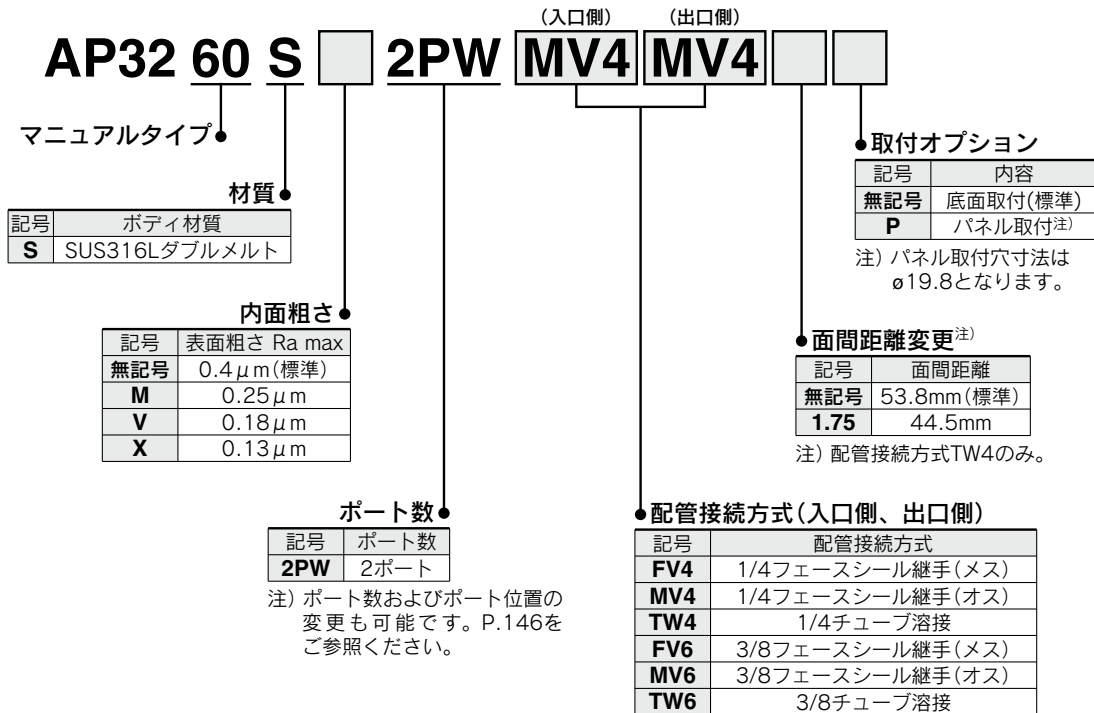 (入口側) (出口側)
AP32 60 S 2PW MV4 MV4
マニュアルタイプ
材質
記号 ボディ材質
S SUS316Lダブルメルト
内面粗さ
記号 表面粗さ Ra max
無記号 0.4μm(標準)
M 0.25μm
V 0.18μm
X 0.13μm
ポート数
記号 ポート数
2PW 2ポート
注) ポート数およびポート位置の
変更も可能です。P.146を
ご参照ください。
取付オプション
記号 内容
無記号 底面取付(標準)
P パネル取付注)
注) パネル取付穴寸法は
ø19.8となります。
面間距離変更注)
記号 面間距離
無記号 53.8mm(標準)
1.75 44.5mm
注) 配管接続方式TW4のみ。
配管接続方式(入口側、出口側)
記号 配管接続方式
FV4 1/4フェースシール継手(メス)
MV4 1/4フェースシール継手(オス)
TW4 1/4チューブ溶接
FV6 3/8フェースシール継手(メス)
MV6 3/8フェースシール継手(オス)
TW6 3/8チューブ溶接